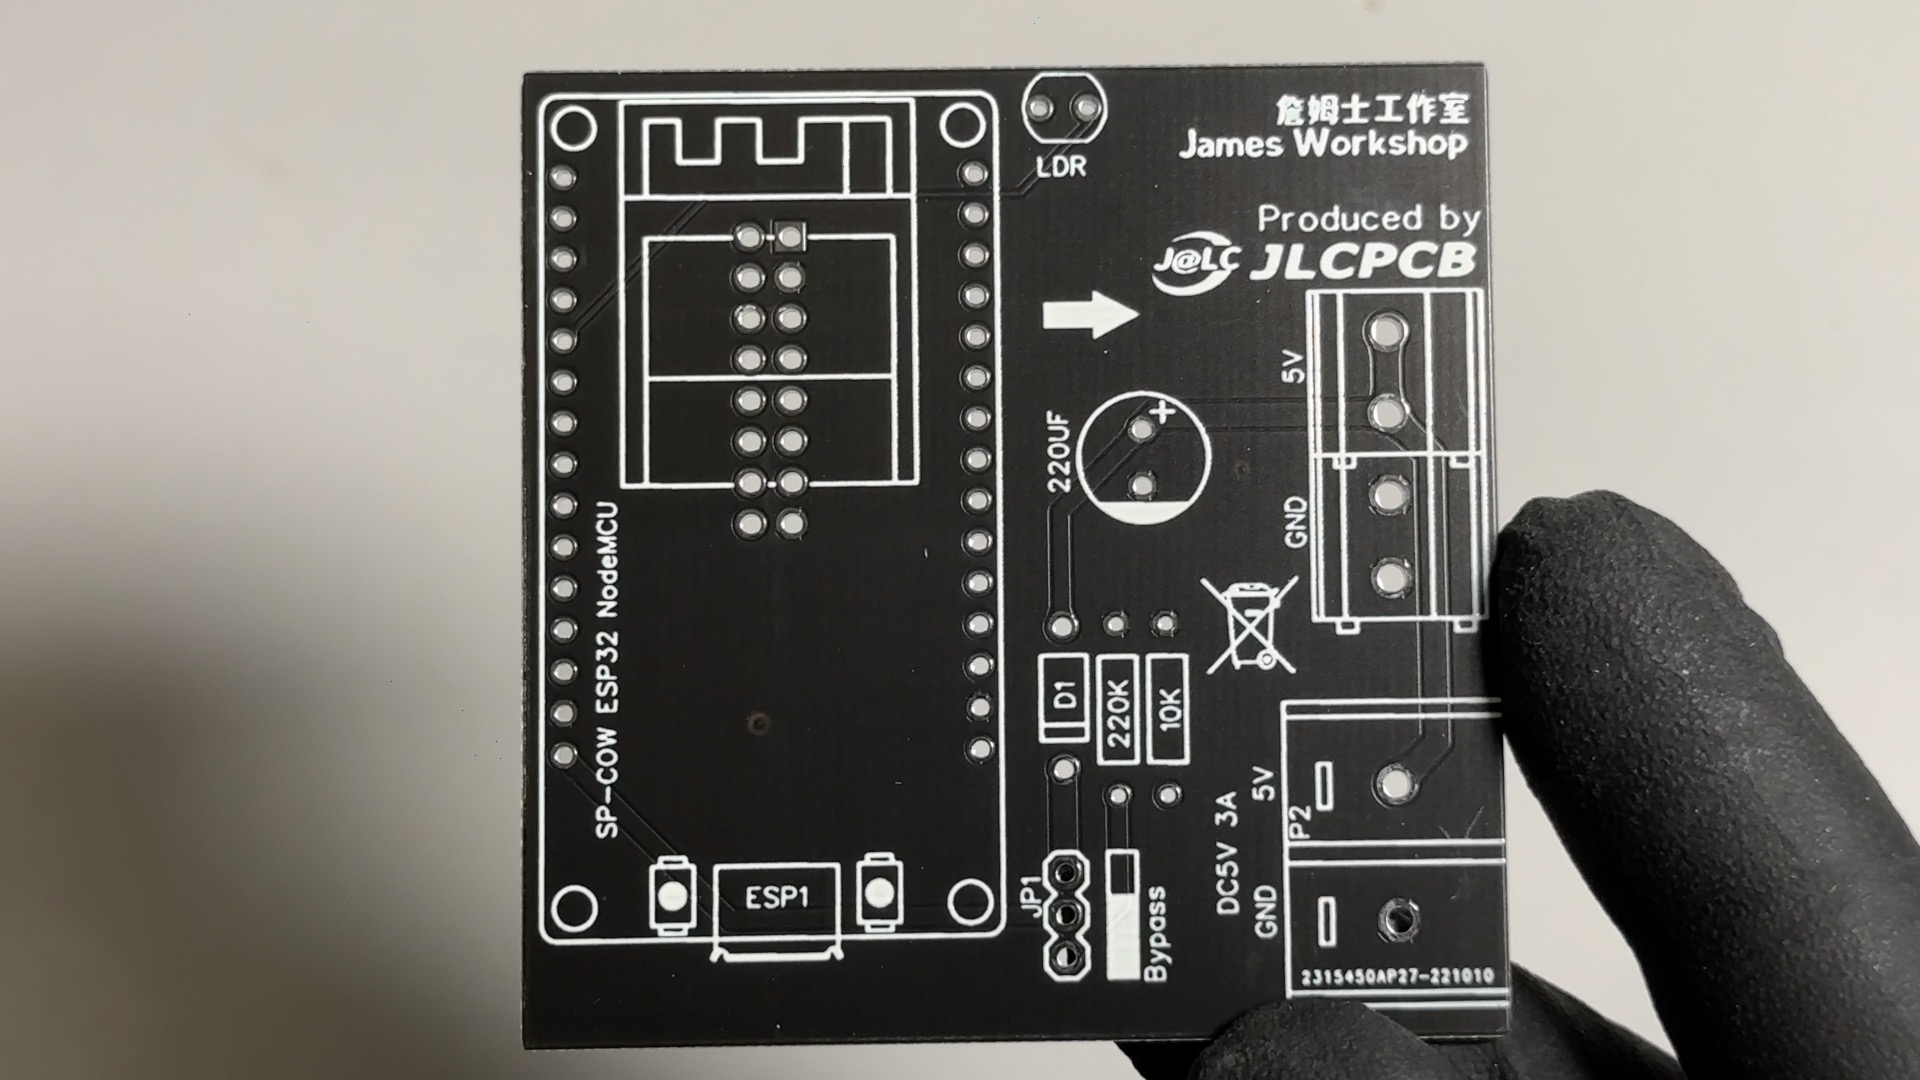 詹姆士工作室
James Workshop
LDR
Produced by
J@LC JLCPCB
5V
220UF
+
GND
SP-COW ESP32 NodeMCU
D1
220K
10K
5V
DC5V 3A
P2
GND
ESP1
JP1
Bypass
2315450AP27-221010